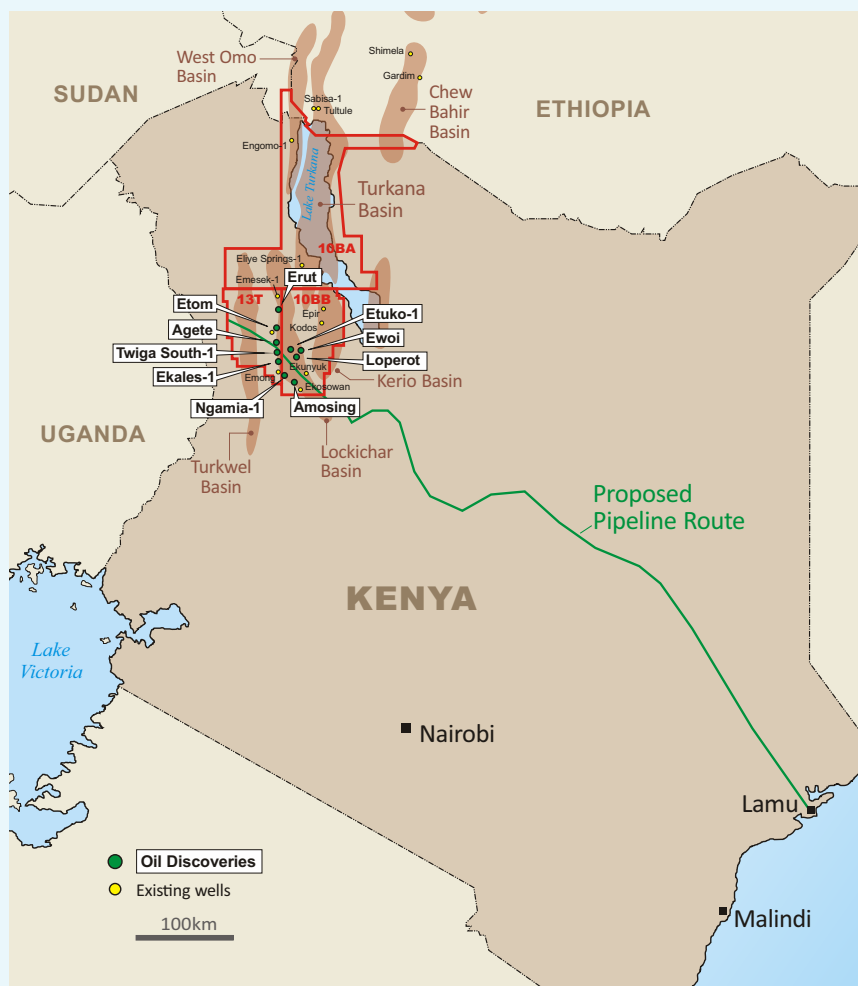 Shimela
West Omo
Basin
Gardim
SUDAN
Chew
Bahir
Basin
ETHIOPIA
Sabisa-1
Tultule
Engomo-1
Lake Turkana
Turkana
Basin
10BA
Eliye Springs-1
Emesek-1
Erut
13T
10BB
Etom
Epir
Etuko-1
Agete
Kodos
Ewoi
Twiga South-1
Loperot
Ekales-1
Ekunyuk
Emong
Kerio Basin
Ekosowan
Ngamia-1
Amosing
UGANDA
Turkwel
Basin
Lockichar
Basin
Proposed
Pipeline Route
KENYA
Lake
Victoria
Nairobi
Lamu
Oil Discoveries
Existing wells
Malindi
100km